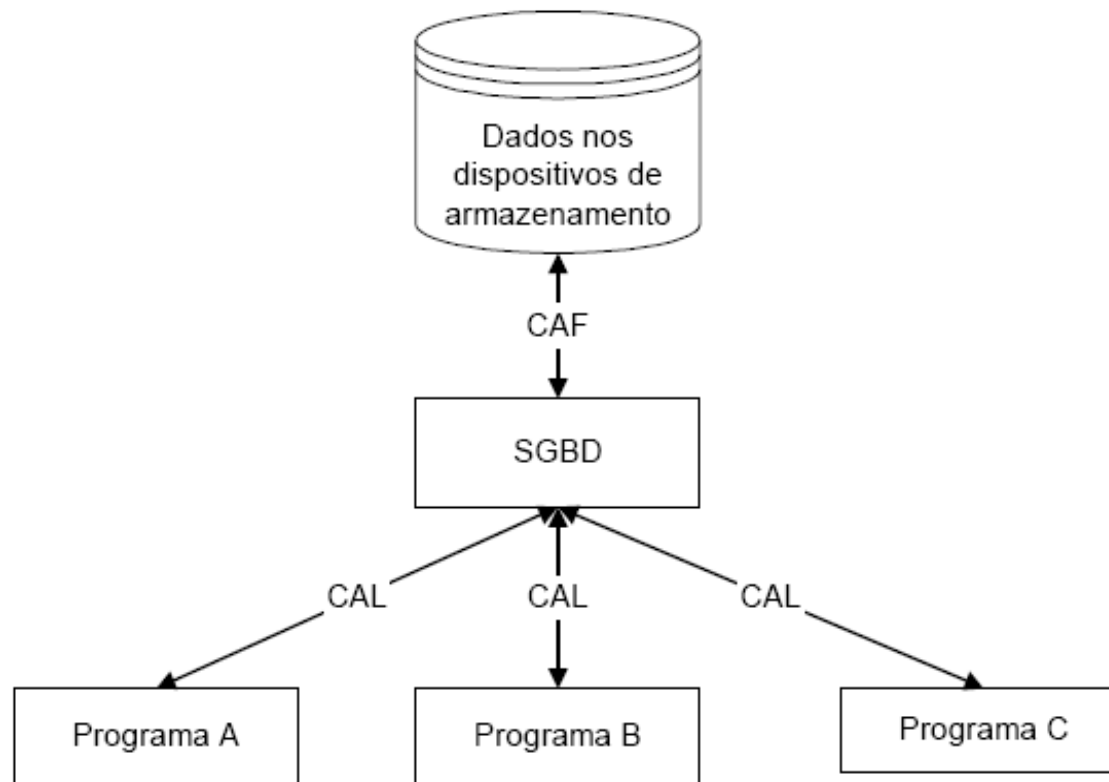 Dados nos
dispositivos de
armazenamento
CAF
SGBD
CAL
CAL
CAL
Programa A
Programa B
Programa C